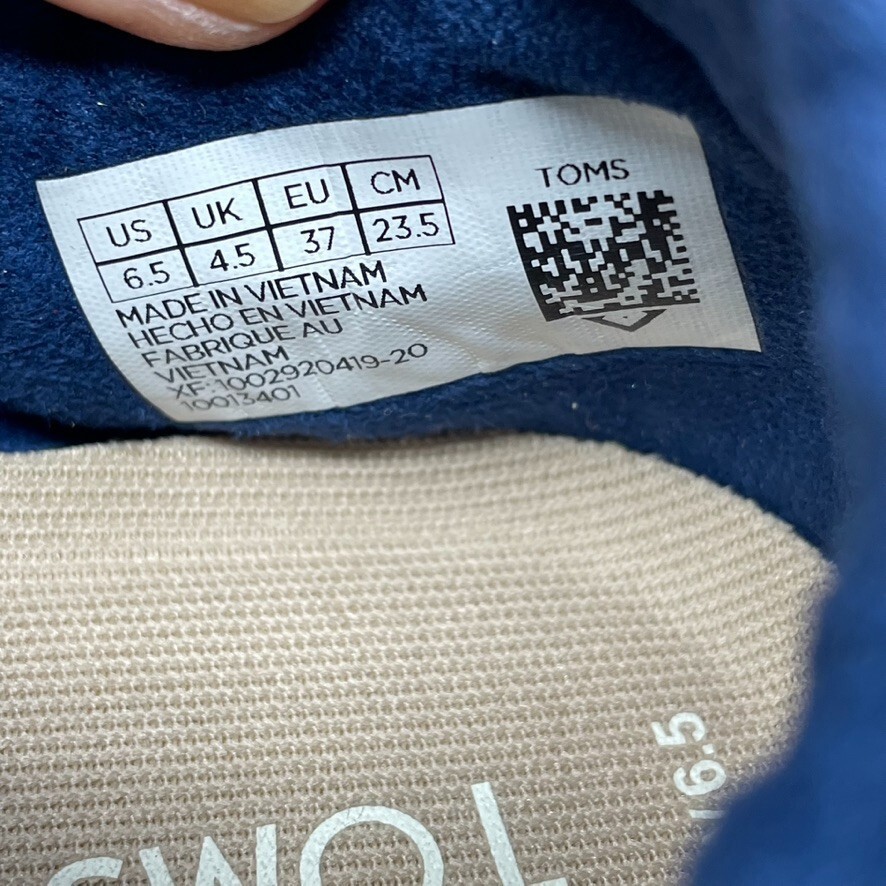 US UK EU CM
6.5 4.5 37 23.5
MADE IN VIETNAM
HECHO EN VIETNAM
FABRIQUE AU
VIETNAM
XF: 1002920419-20
10013401
TOMS
TOMS
6.5